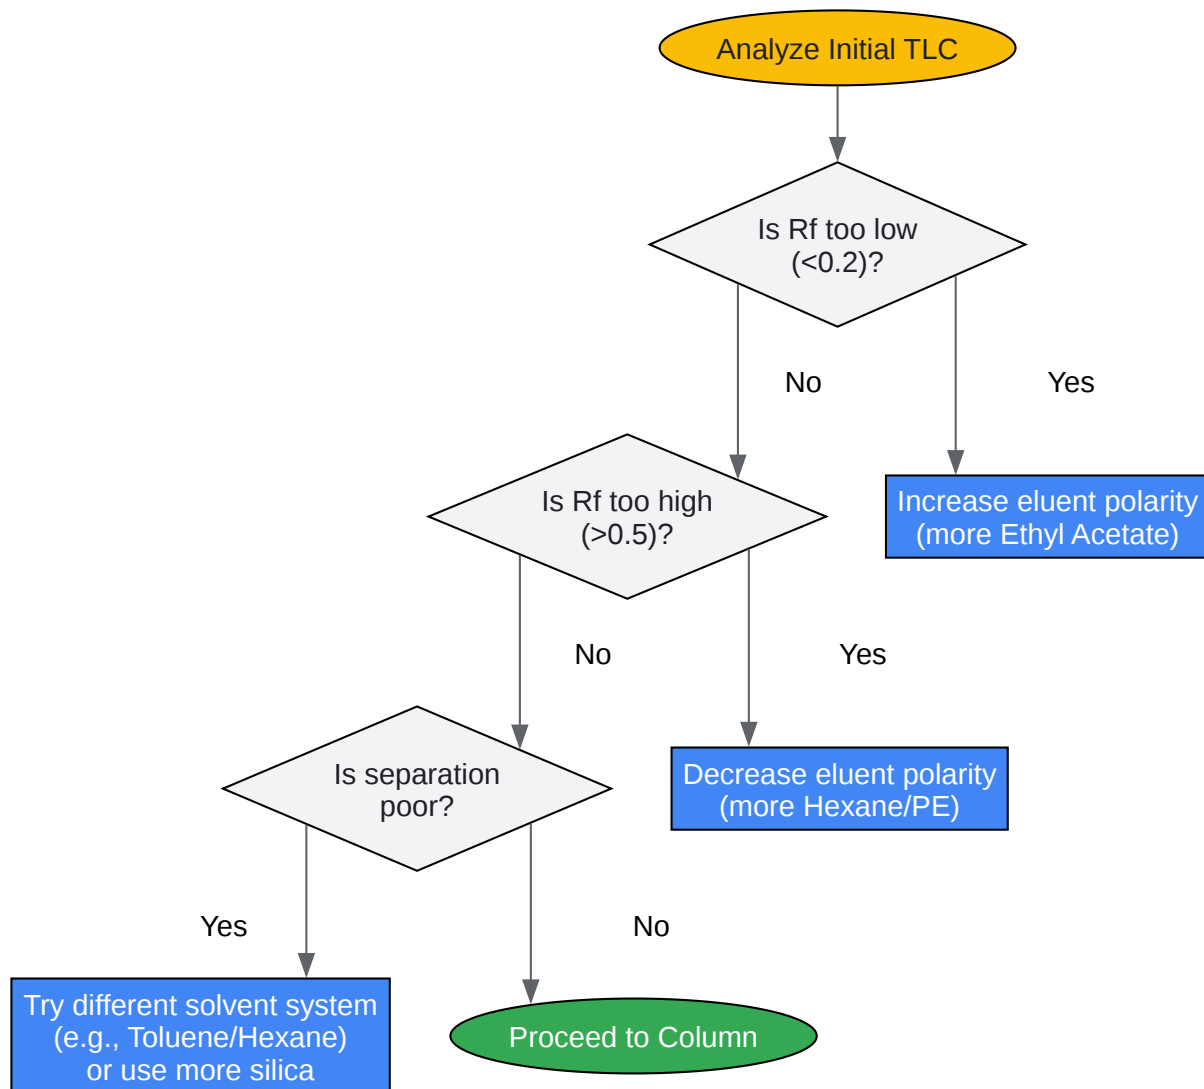 Analyze Initial TLC
Is Rf too low
(<0.2)?
No
Yes
Is Rf too high
(>0.5)?
Increase eluent polarity
(more Ethyl Acetate)
No
Yes
Is separation
poor?
Decrease eluent polarity
(more Hexane/PE)
Yes
No
Try different solvent system
(e.g., Toluene/Hexane)
or use more silica
Proceed to Column